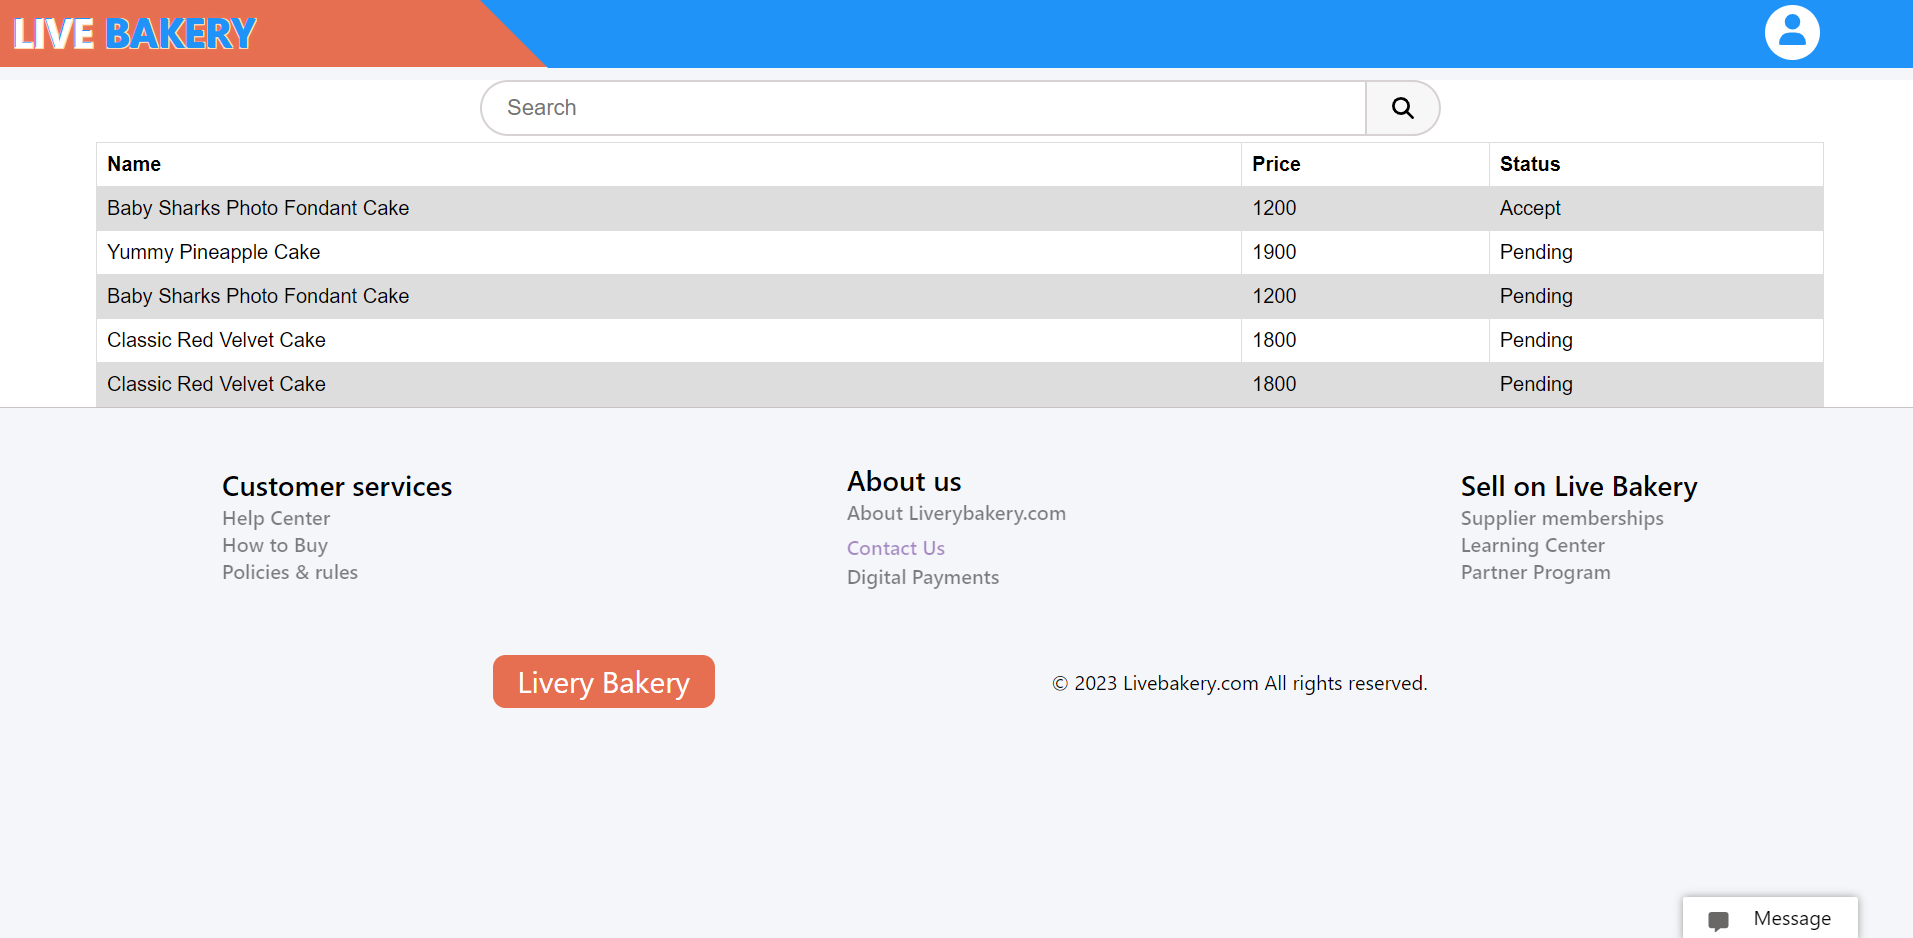 LIVE BAKERY
Search
Name Price Status
Baby Sharks Photo Fondant Cake 1200 Accept
Yummy Pineapple Cake 1900 Pending
Baby Sharks Photo Fondant Cake 1200 Pending
Classic Red Velvet Cake 1800 Pending
Classic Red Velvet Cake 1800 Pending
Customer services
Help Center
How to Buy
Policies & rules
About us
About Liverybakery.com
Contact Us
Digital Payments
Sell on Live Bakery
Supplier memberships
Learning Center
Partner Program
Livery Bakery
© 2023 Livebakery.com All rights reserved.
Message